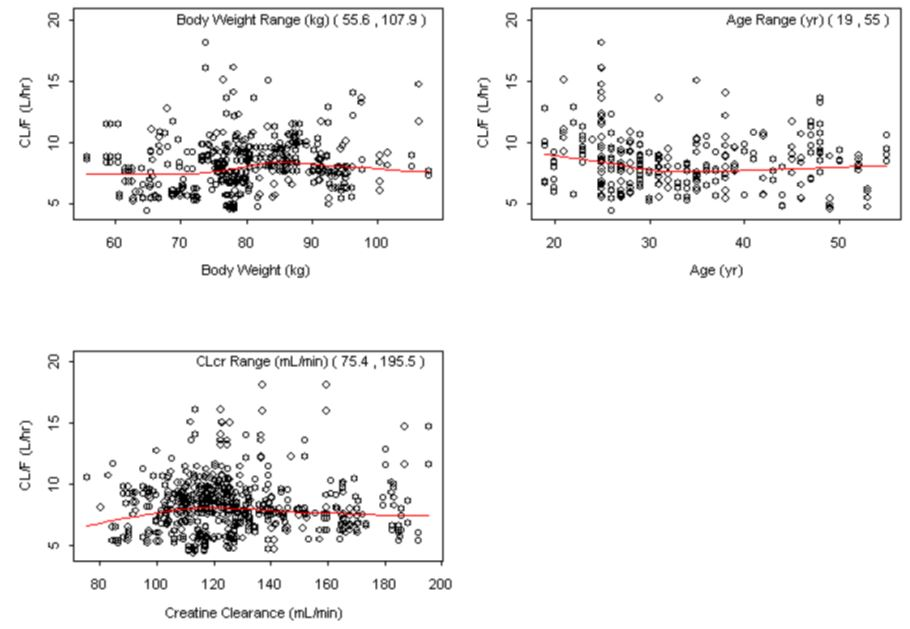 Body Weight Range (kg) ( 55.6 , 107.9 )
CL/F (L/hr)
20
15
10
5
60 70 80 90 100
Body Weight (kg)
Age Range (yr) ( 19 , 55 )
CL/F (L/hr)
20
15
10
5
20 30 40 50
Age (yr)
CLcr Range (mL/min) ( 75.4 , 195.5 )
CL/F (L/hr)
20
15
10
5
80 100 120 140 160 180 200
Creatine Clearance (mL/min)